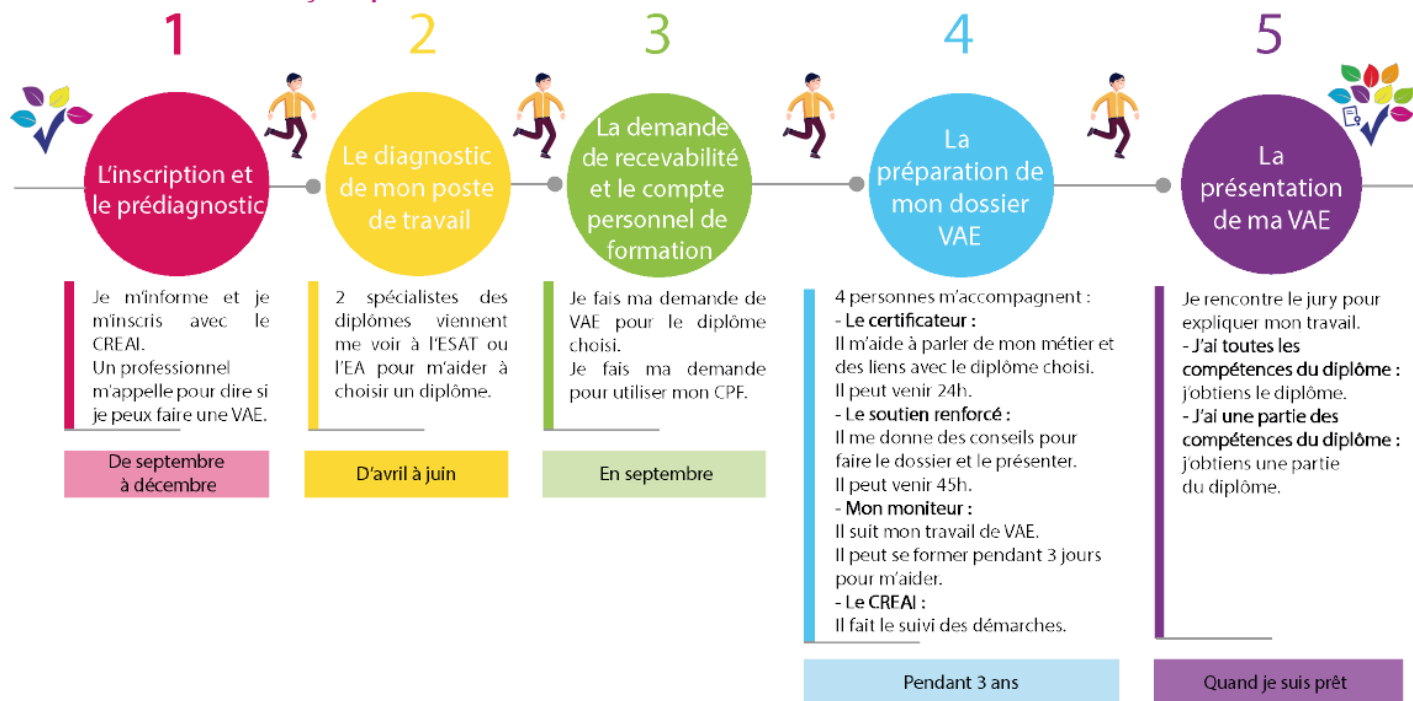 1
L'inscription et
le prédiagnostic
Je m'informe et je
m'inscris avec le
CREAI.
Un professionnel
m'appelle pour dire si
je peux faire une VAE.
De septembre
à décembre
2
Le diagnostic
de mon poste
de travail
2 spécialistes des
diplômes viennent
me voir à l'ESAT ou
l'EA pour m'aider à
choisir un diplôme.
D'avril à juin
3
La demande
de recevabilité
et le compte
personnel de
formation
Je fais ma demande de
VAE pour le diplôme
choisi.
Je fais ma demande
pour utiliser mon CPF.
En septembre
4
La
préparation de
mon dossier
VAE
4 personnes m'accompagnent :
- Le certificateur :
Il m'aide à parler de mon métier et
des liens avec le diplôme choisi.
Il peut venir 24h.
- Le soutien renforcé :
Il me donne des conseils pour
faire le dossier et le présenter.
Il peut venir 45h.
- Mon moniteur :
Il suit mon travail de VAE.
Il peut se former pendant 3 jours
pour m'aider.
- Le CREAI :
Il fait le suivi des démarches.
Pendant 3 ans
5
La
présentation
de ma VAE
Je rencontre le jury pour
expliquer mon travail.
- J'ai toutes les
compétences du diplôme :
j'obtiens le diplôme.
- J'ai une partie des
compétences du diplôme :
j'obtiens une partie
du diplôme.
Quand je suis prêt